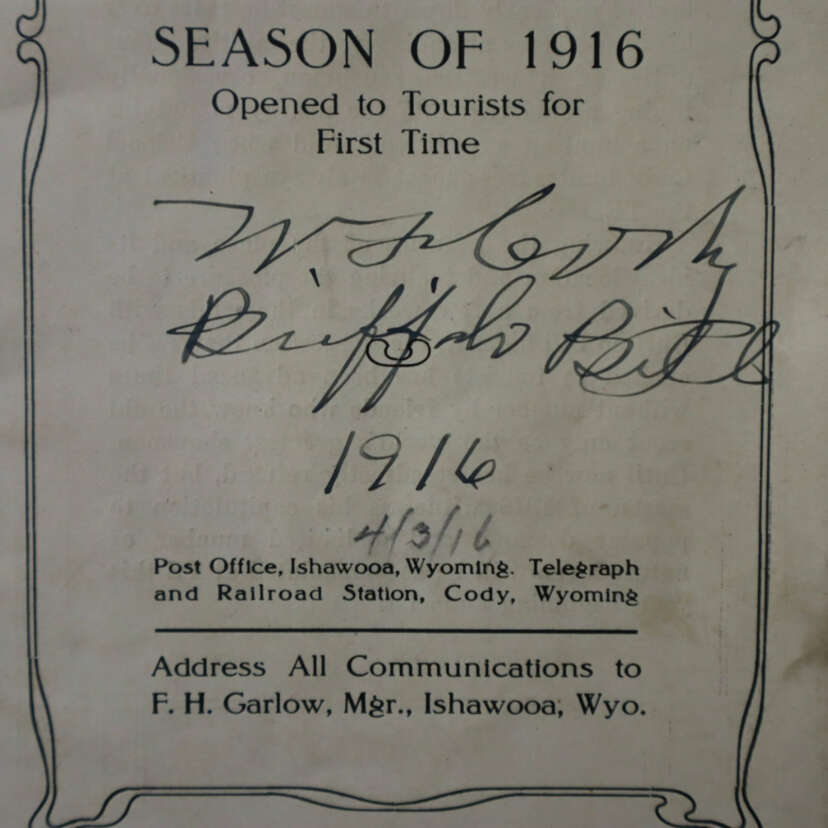 SEASON OF 1916
Opened to Tourists for
First Time
W F Cody
Buffalo Bill
1916
4/3/16
Post Office, Ishawooa, Wyoming. Telegraph
and Railroad Station, Cody, Wyoming
Address All Communications to
F. H. Garlow, Mgr., Ishawooa, Wyo.